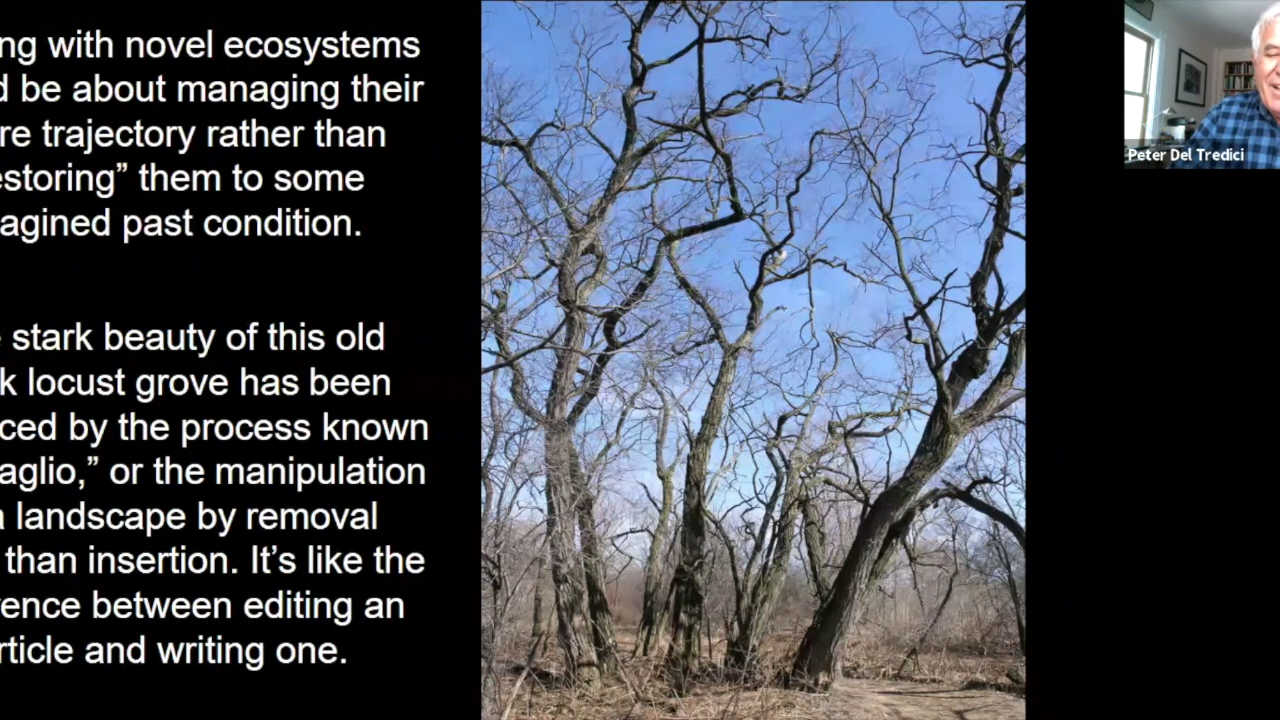 ng with novel ecosystems
d be about managing their
re trajectory rather than
estoring” them to some
agined past condition.
e stark beauty of this old
k locust grove has been
ced by the process known
aglio,” or the manipulation
a landscape by removal
than insertion. It’s like the
rence between editing an
rticle and writing one.
Peter Del Tredici